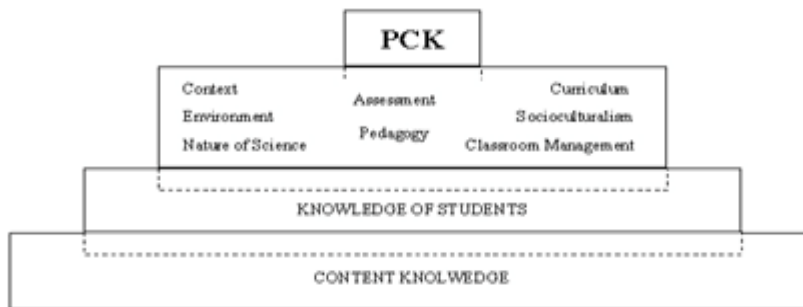 PCK
Context
Environment
Nature of Science
Assessment
Pedagogy
Curriculum
Socioculturalism
Classroom Management
KNOWLEDGE OF STUDENTS
CONTENT KNOLWEDGE